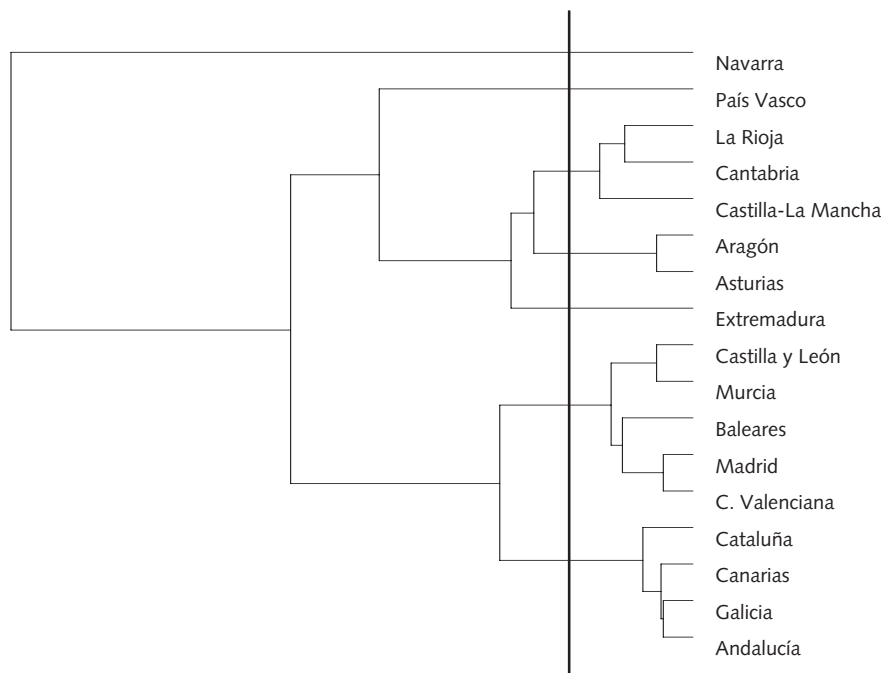 Navarra
País Vasco
La Rioja
Cantabria
Castilla-La Mancha
Aragón
Asturias
Extremadura
Castilla y León
Murcia
Baleares
Madrid
C. Valenciana
Cataluña
Canarias
Galicia
Andalucía